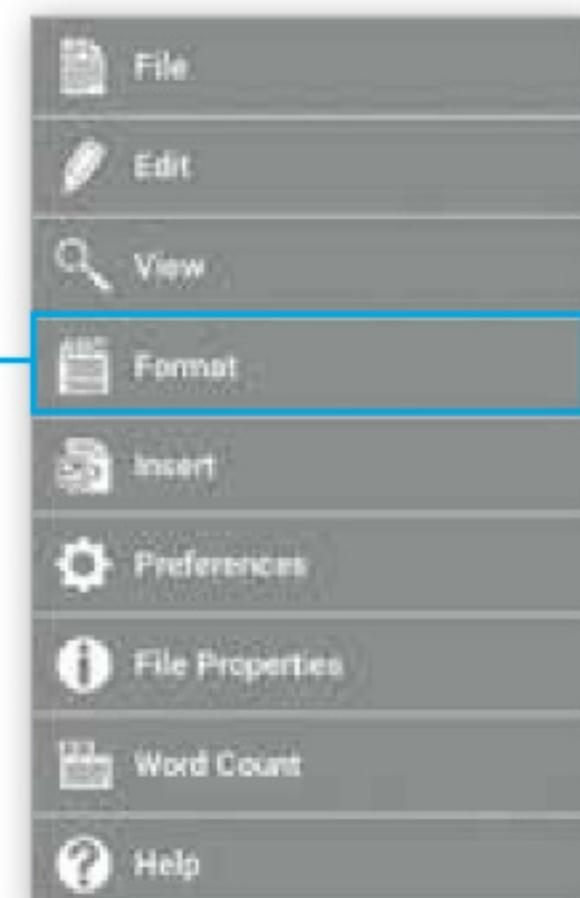 File
Edit
View
Format
Insert
Preferences
File Properties
Word Count
Help